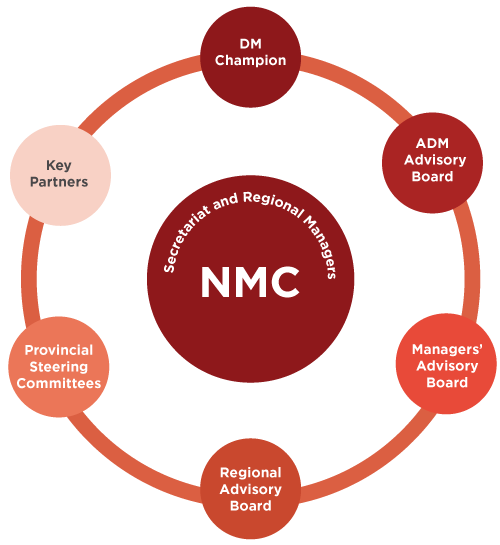 DM
Champion
ADM
Advisory
Board
Managers’
Advisory
Board
Regional
Advisory
Board
Provincial
Steering
Committees
Key
Partners
Secretariat and Regional Managers
NMC